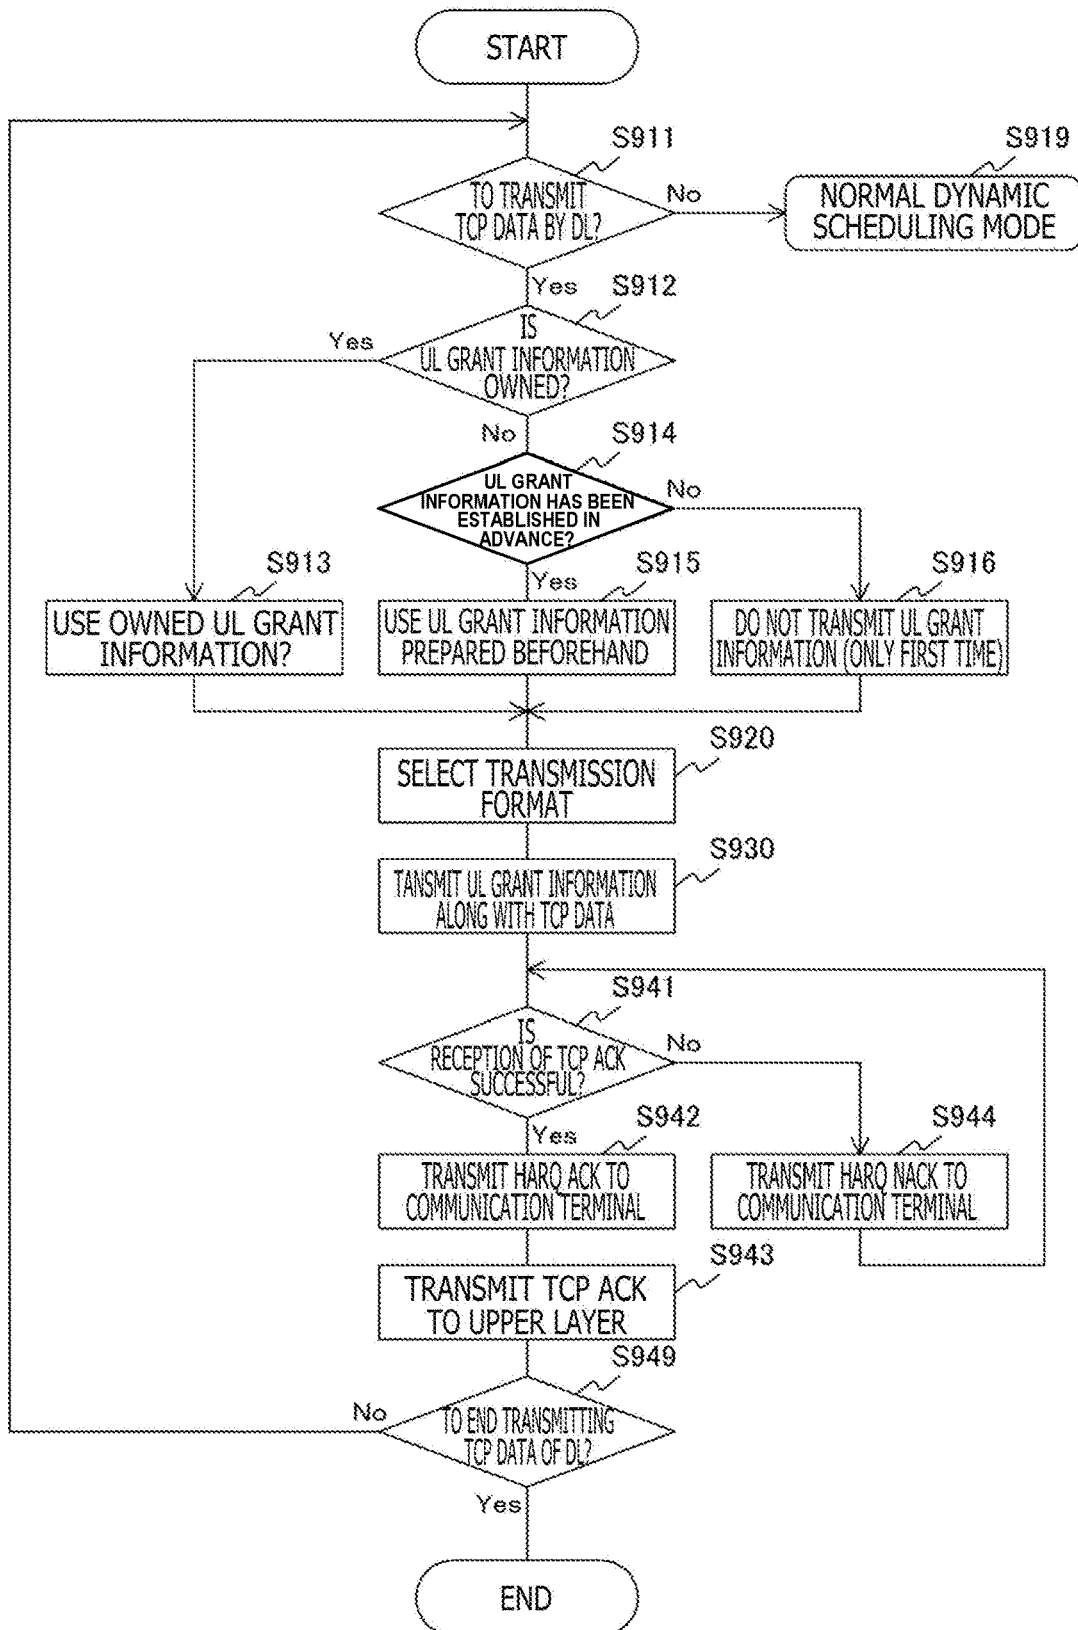 START
S911
S919
TO TRANSMIT
TCP DATA BY DL?
No
NORMAL DYNAMIC
SCHEDULING MODE
Yes
S912
Yes
IS
UL GRANT INFORMATION
OWNED?
No
S914
UL GRANT
INFORMATION HAS BEEN
ESTABLISHED IN
ADVANCE?
No
S913
Yes
S915
S916
USE OWNED UL GRANT
INFORMATION?
USE UL GRANT INFORMATION
PREPARED BEFOREHAND
DO NOT TRANSMIT UL GRANT
INFORMATION (ONLY FIRST TIME)
S920
SELECT TRANSMISSION
FORMAT
S930
TANSMIT UL GRANT INFORMATION
ALONG WITH TCP DATA
S941
IS
RECEPTION OF TCP ACK
SUCCESSFUL?
No
Yes
S942
S944
TRANSMIT HARQ ACK TO
COMMUNICATION TERMINAL
TRANSMIT HARQ NACK TO
COMMUNICATION TERMINAL
S943
TRANSMIT TCP ACK
TO UPPER LAYER
S949
No
TO END TRANSMITTING
TCP DATA OF DL?
Yes
END